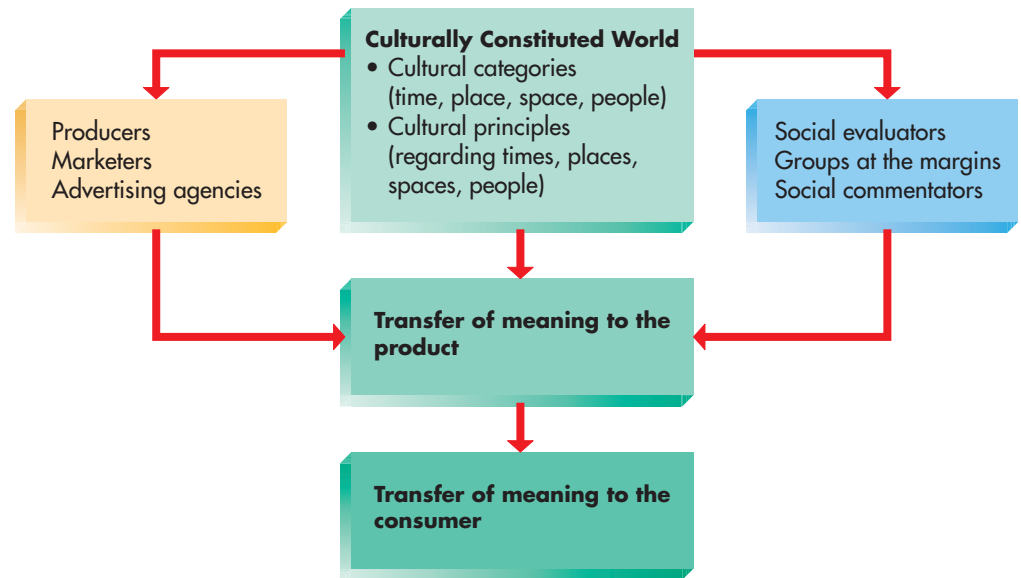 Culturally Constituted World
• Cultural categories
(time, place, space, people)
• Cultural principles
(regarding times, places,
spaces, people)
Producers
Marketers
Advertising agencies
Social evaluators
Groups at the margins
Social commentators
Transfer of meaning to the
product
Transfer of meaning to the
consumer